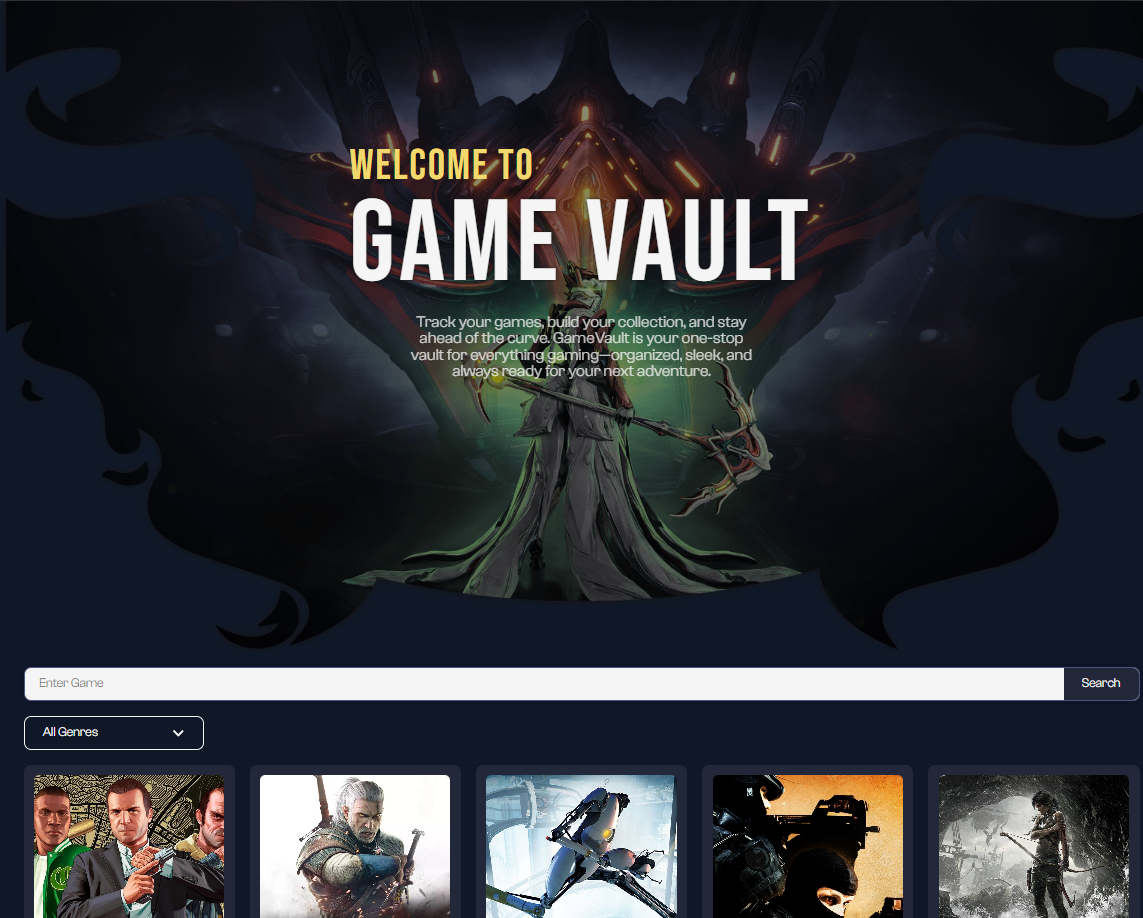 WELCOME TO
GAME VAULT
Track your games, build your collection, and stay
ahead of the curve. GameVault is your one-stop
vault for everything gaming—organized, sleek, and
always ready for your next adventure.
Enter Game
Search
All Genres